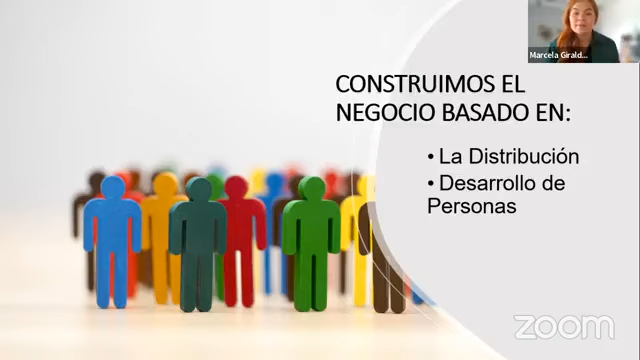 Marcela Girald...
CONSTRUIMOS EL
NEGOCIO BASADO EN:
• La Distribución
• Desarrollo de
Personas
zoom